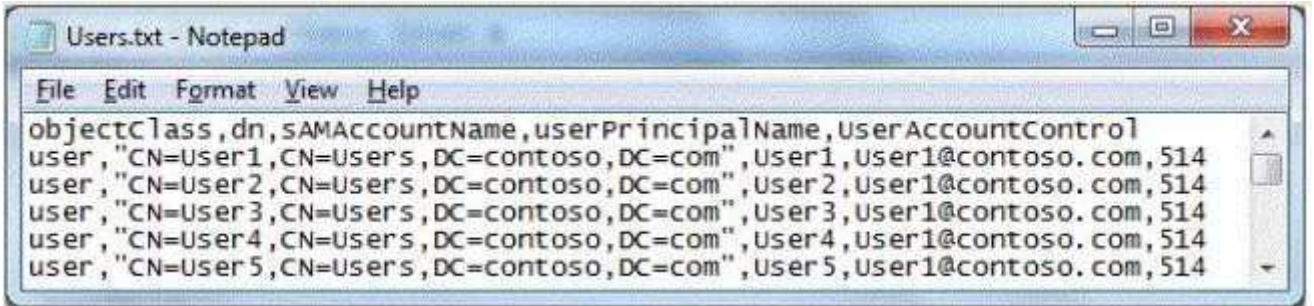 Users.txt - Notepad
File Edit Format View Help
objectClass,dn,sAMAccountName,userPrincipalName,UserAccountControl
user,"CN=User1,CN=Users,DC=contoso,DC=com",User1,User1@contoso.com,514
user,"CN=User2,CN=Users,DC=contoso,DC=com",User2,User1@contoso.com,514
user,"CN=User3,CN=Users,DC=contoso,DC=com",User3,User1@contoso.com,514
user,"CN=User4,CN=Users,DC=contoso,DC=com",User4,User1@contoso.com,514
user,"CN=User5,CN=Users,DC=contoso,DC=com",User5,User1@contoso.com,514